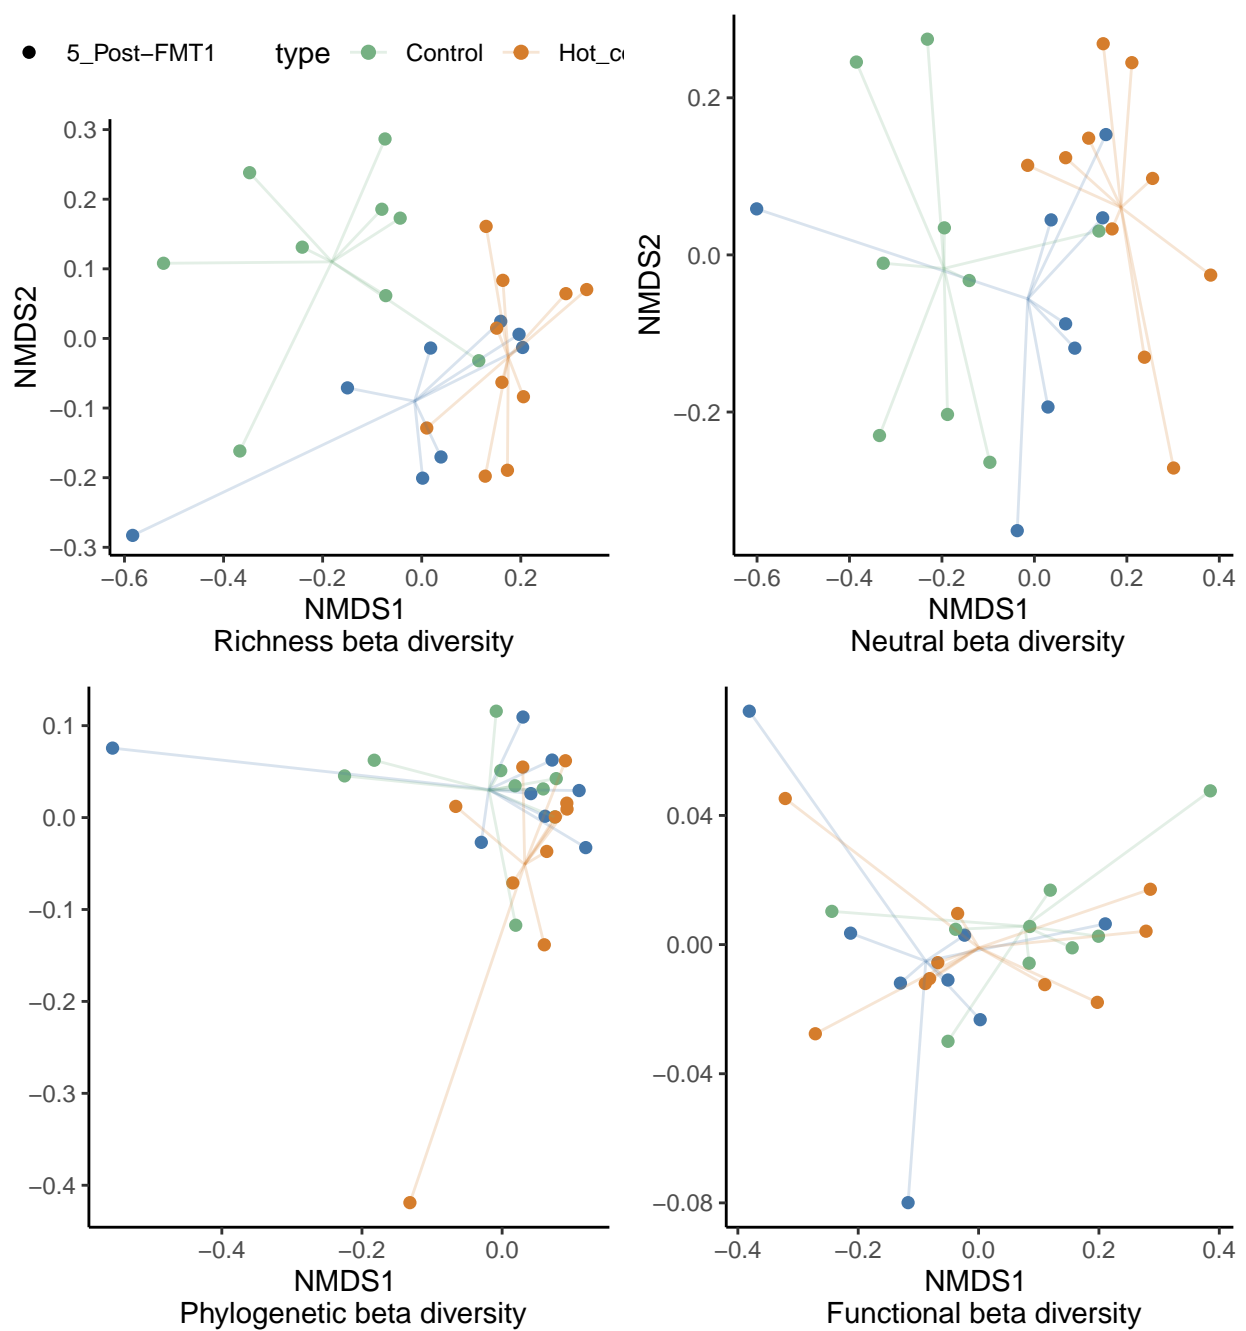 5_Post−FMT1 type Control Hot_c
0.3
0.2
0.1
0.0
−0.1
−0.2
−0.3
NMDS2
−0.6 −0.4 −0.2 0.0 0.2
NMDS1
Richness beta diversity
0.2
0.0
−0.2
NMDS2
−0.6 −0.4 −0.2 0.0 0.2 0.4
NMDS1
Neutral beta diversity
0.1
0.0
−0.1
−0.2
−0.3
−0.4
−0.4 −0.2 0.0
NMDS1
Phylogenetic beta diversity
0.04
0.00
−0.04
−0.08
−0.4 −0.2 0.0 0.2 0.4
NMDS1
Functional beta diversity